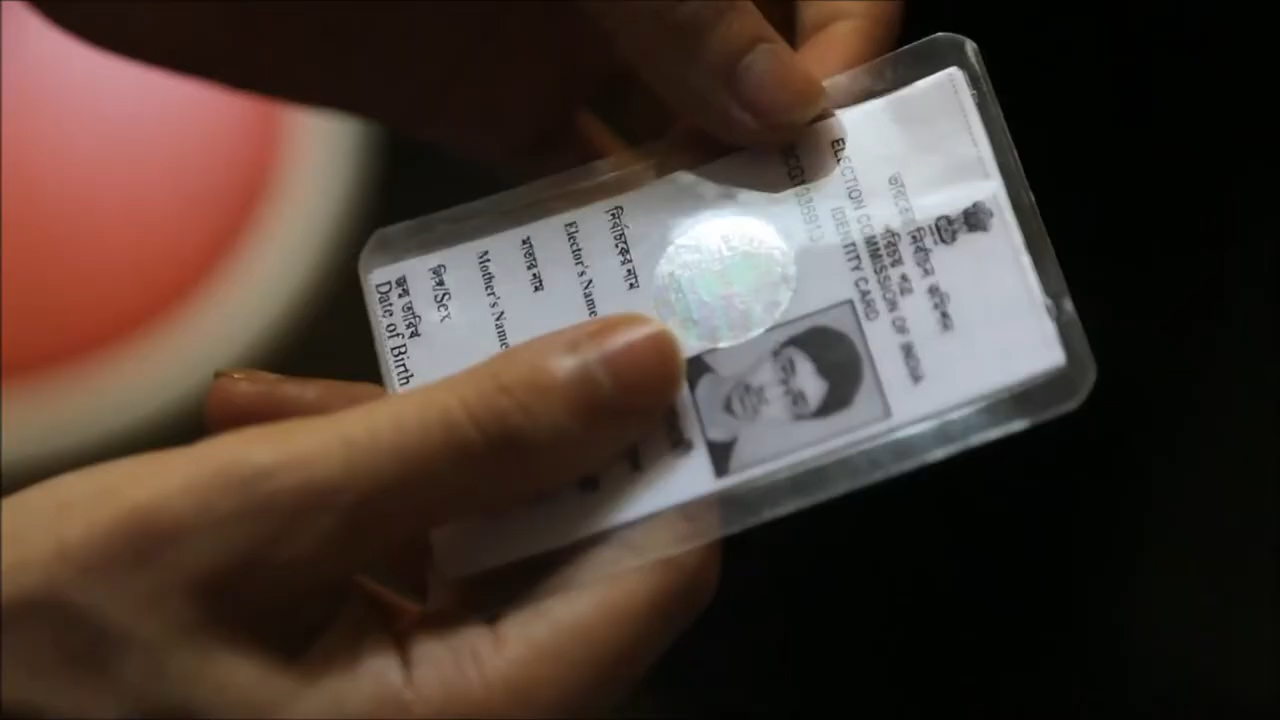 ভারতের নির্বাচন কমিশন
পরিচয় পত্র
ELECTION COMMISSION OF INDIA
IDENTITY CARD
নির্বাচকের নাম
Elector's Name
মাতার নাম
Mother's Name
লিঙ্গ/Sex
জন্ম তারিখ
Date of Birth